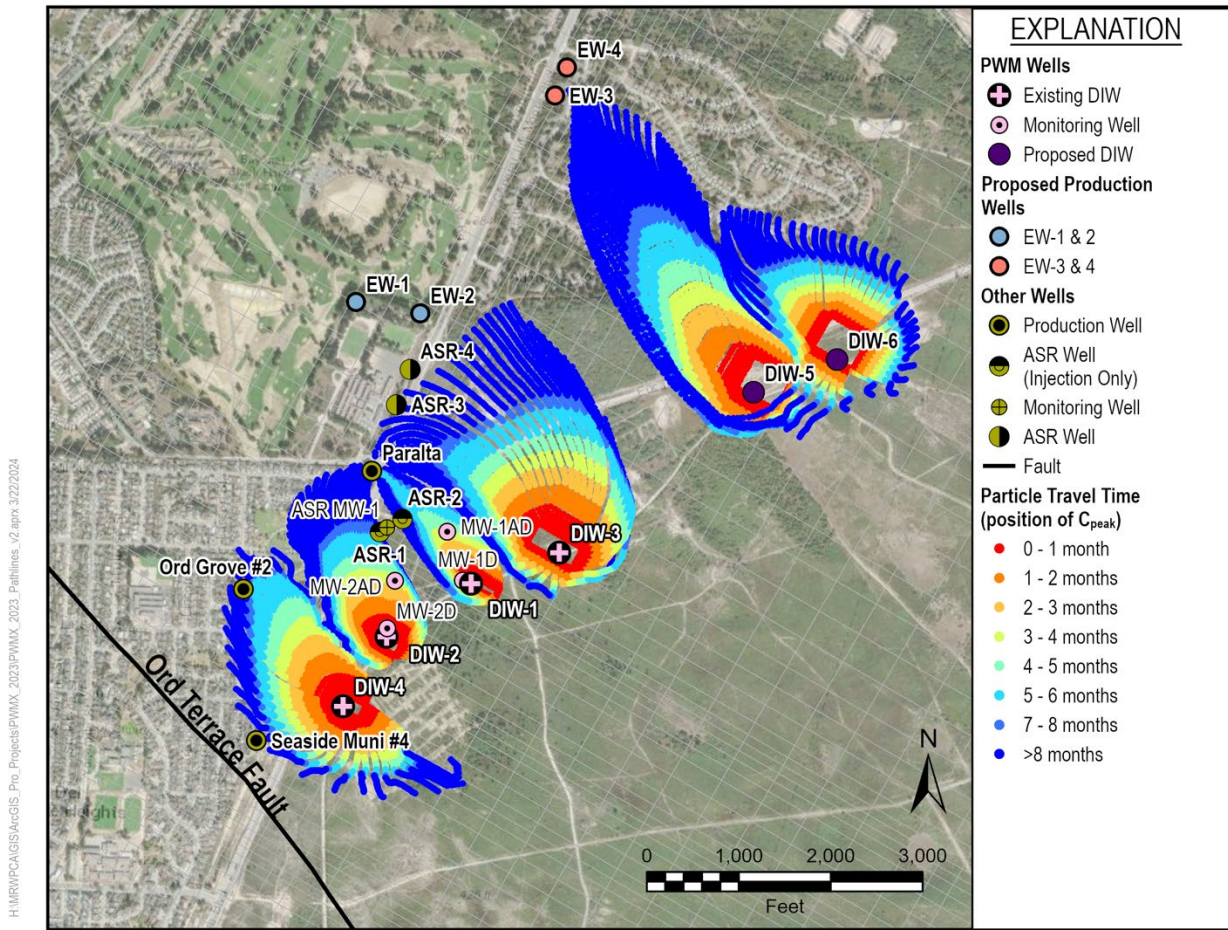 EW-4
EW-3
EW-1
EW-2
ASR-4
ASR-3
DIW-6
DIW-5
Paralta
ASR-2
ASR MW-1
MW-1AD
DIW-3
ASR-1
MW-1D
Ord Grove #2
MW-2AD
DIW-1
MW-2D
DIW-2
DIW-4
Seaside Muni #4
Ord Terrace Fault
Heights
N
0 1,000 2,000 3,000
Feet
EXPLANATION
PWM Wells
Existing DIW
Monitoring Well
Proposed DIW
Proposed Production
Wells
EW-1 & 2
EW-3 & 4
Other Wells
Production Well
ASR Well
(Injection Only)
Monitoring Well
ASR Well
Fault
Particle Travel Time
(position of Cpeak)
0 - 1 month
1 - 2 months
2 - 3 months
3 - 4 months
4 - 5 months
5 - 6 months
7 - 8 months
>8 months
H:\MRWPCA\GIS\ArcGIS_Pro_Projects\PWMX_2023\PWMX_2023_Pathlines_v2.aprx 3/22/2024